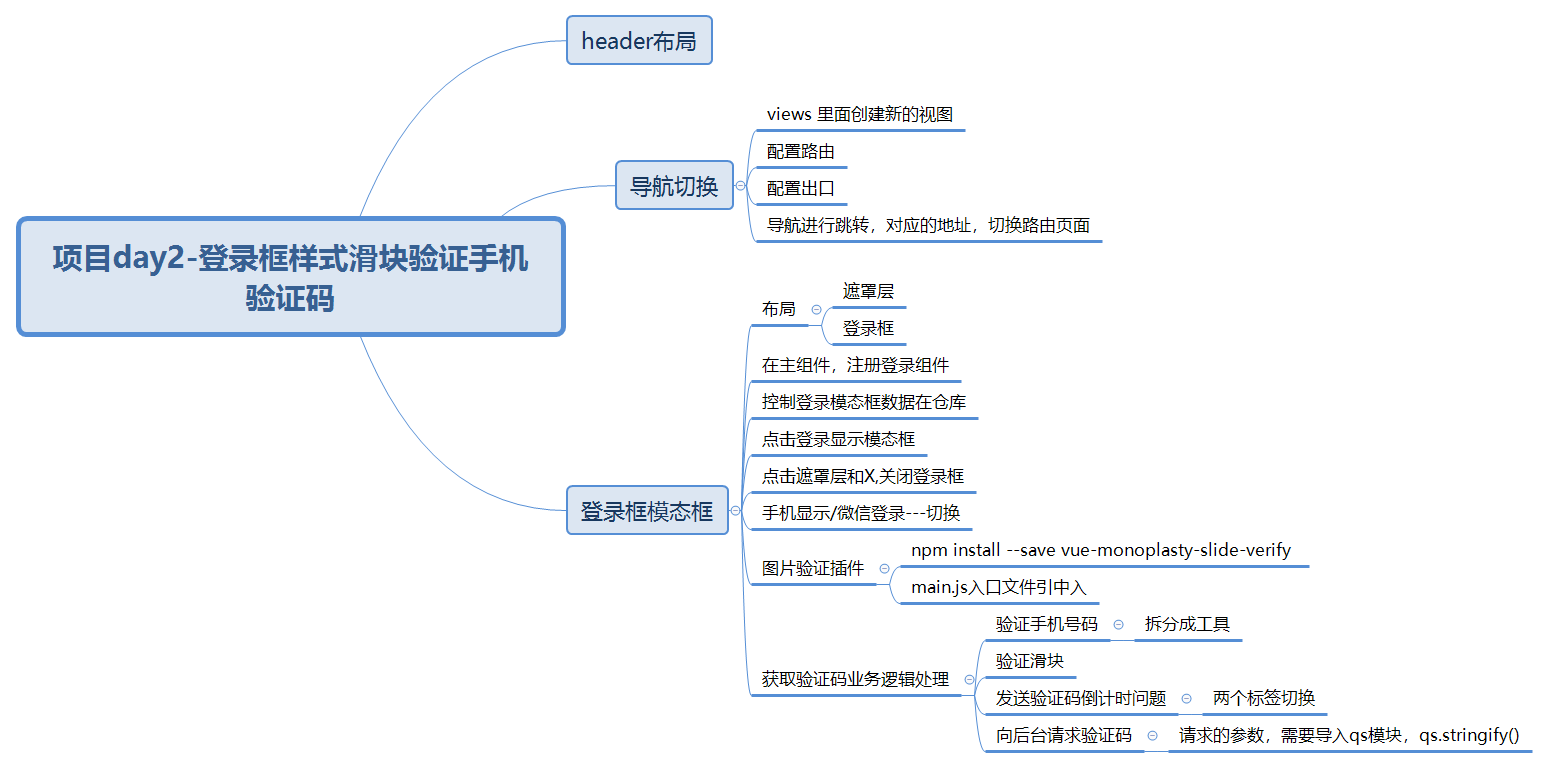 header布局
views 里面创建新的视图
配置路由
导航切换
配置出口
导航进行跳转，对应的地址，切换路由页面
项目day2-登录框样式滑块验证手机
验证码
布局
遮罩层
登录框
在主组件，注册登录组件
控制登录模态框数据在仓库
点击登录显示模态框
点击遮罩层和X,关闭登录框
登录框模态框
手机显示/微信登录---切换
图片验证插件
npm install --save vue-monoplasty-slide-verify
main.js入口文件引中入
获取验证码业务逻辑处理
验证手机号码
拆分成工具
验证滑块
发送验证码倒计时问题
两个标签切换
向后台请求验证码
请求的参数，需要导入qs模块，qs.stringify()